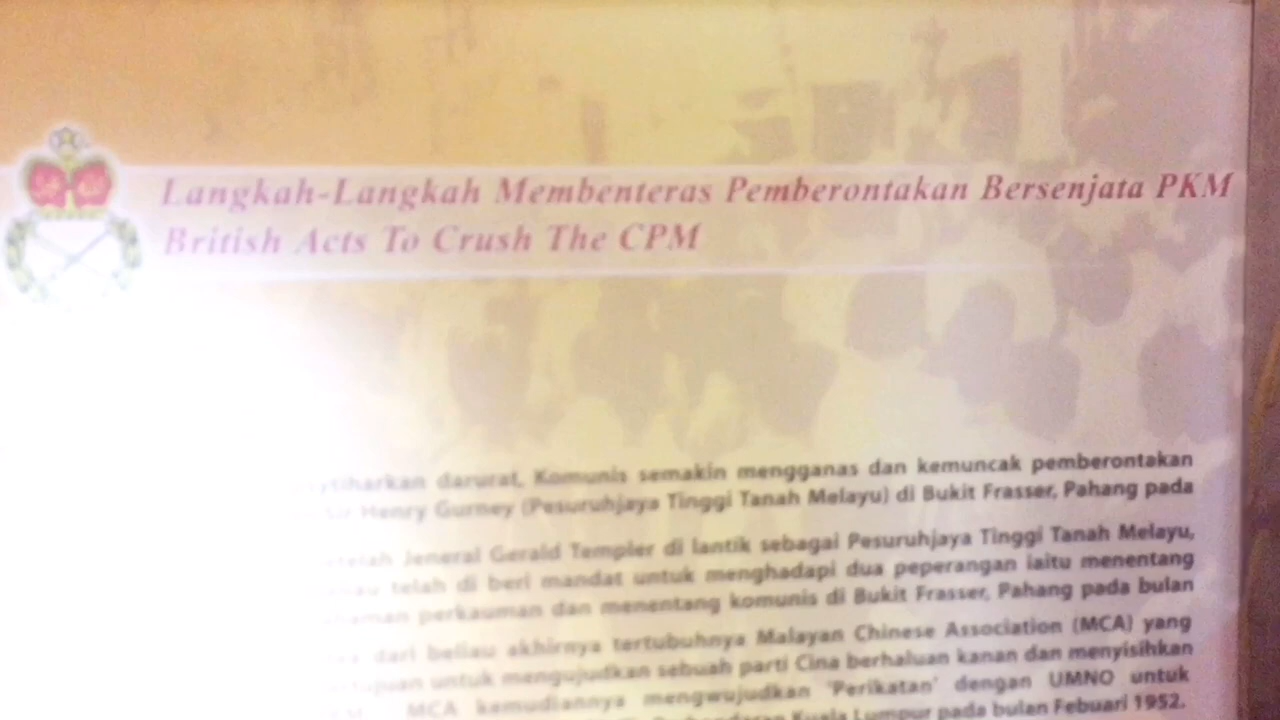 Langkah-Langkah Membenteras Pemberontakan Bersenjata PKM
British Acts To Crush The CPM
darurat, Komunis semakin mengganas dan kemuncak pemberontakan
Henry Gurney (Pesuruhjaya Tinggi Tanah Melayu) di Bukit Frasser, Pahang pada
Jeneral Gerald Templer di lantik sebagai Pesuruhjaya Tinggi Tanah Melayu,
telah di beri mandat untuk menghadapi dua peperangan iaitu menentang
perkauman dan menentang komunis di Bukit Frasser, Pahang pada bulan
dari beliau akhirnya tertubuhnya Malayan Chinese Association (MCA) yang
untuk mengujudkan sebuah parti Cina berhaluan kanan dan menyisihkan
MCA kemudiannya mengwujudkan 'Perikatan' dengan UMNO untuk
Kuala Lumpur pada bulan Febuari 1952.